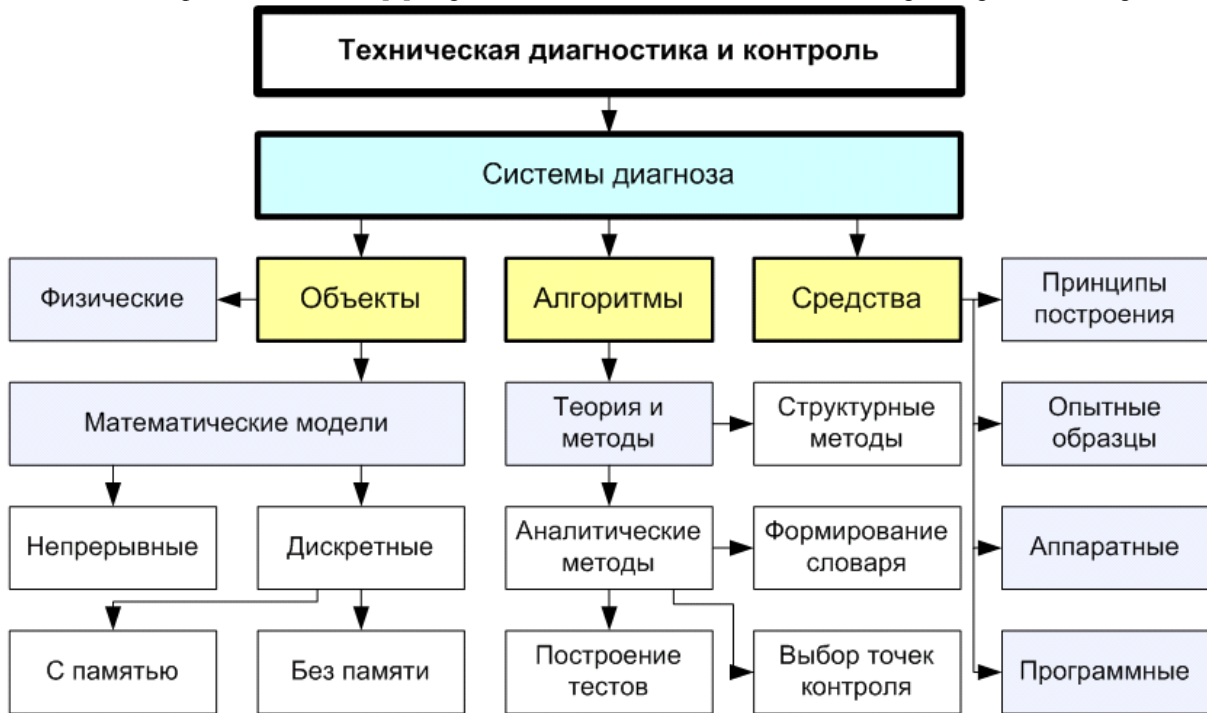 Техническая диагностика и контроль
Системы диагноза
Физические
Объекты
Алгоритмы
Средства
Принципы
построения
Математические модели
Теория и
методы
Структурные
методы
Опытные
образцы
Непрерывные
Дискретные
Аналитические
методы
Формирование
словаря
Аппаратные
С памятью
Без памяти
Построение
тестов
Выбор точек
контроля
Программные